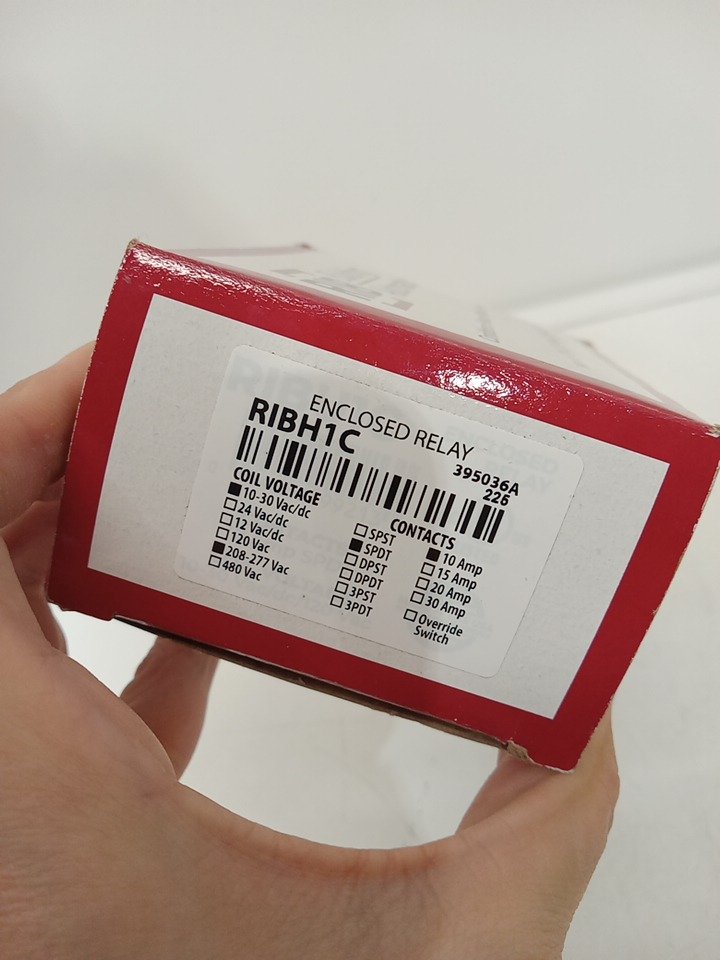 ENCLOSED RELAY
RIBH1C
395036A
226
COIL VOLTAGE
10-30 Vac/dc
24 Vac/dc
12 Vac/dc
120 Vac
208-277 Vac
480 Vac
CONTACTS
SPST
SPDT
DPST
DPDT
3PST
3PDT
10 Amp
15 Amp
20 Amp
30 Amp
Override
Switch